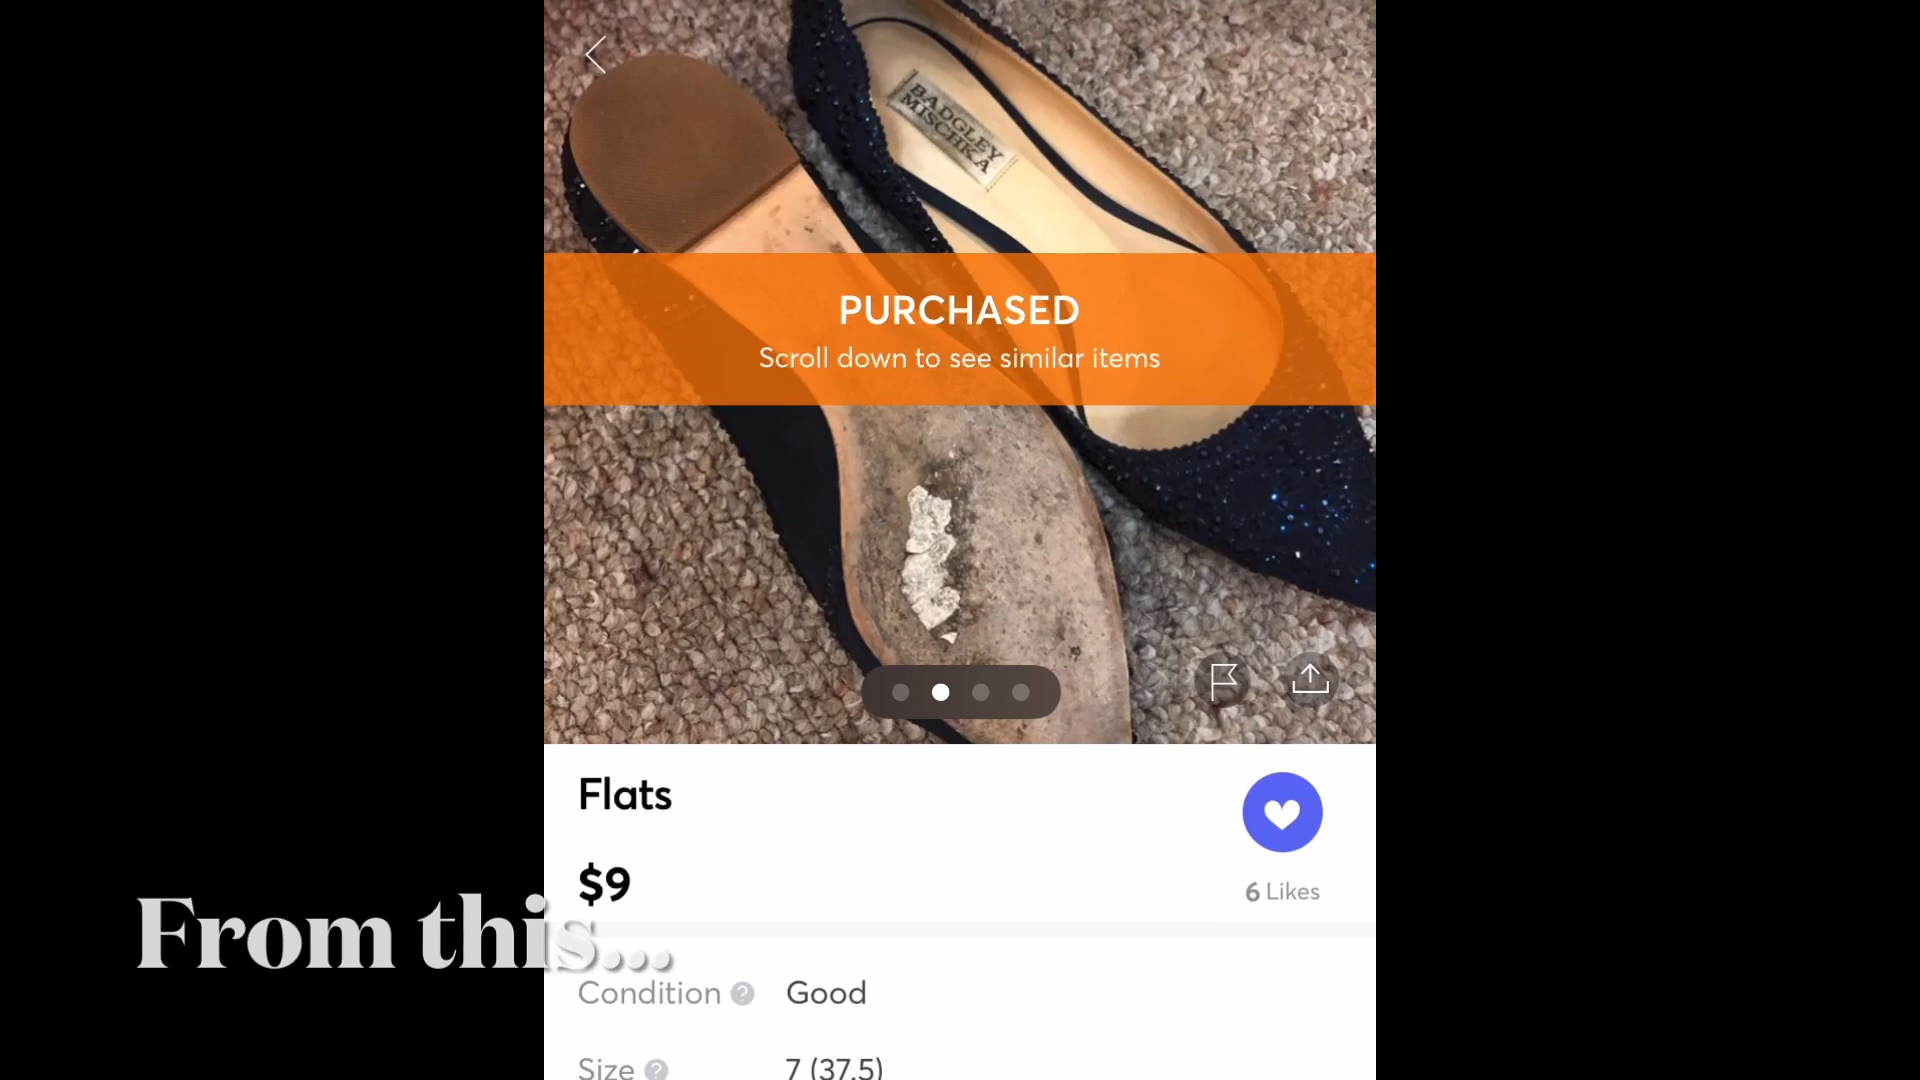 BADGLEY
MISCHKA
PURCHASED
Scroll down to see similar items
Flats
$9
6 Likes
From this...
Condition ? Good
Size ? 7 (37.5)